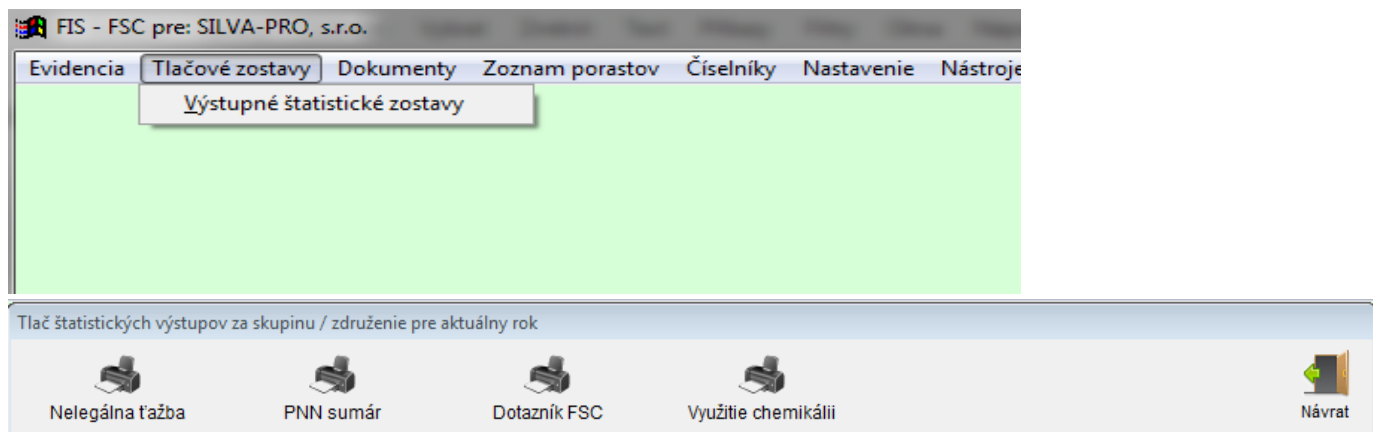 FIS - FSC pre: SILVA-PRO, s.r.o.
Evidencia Tlačové zostavy Dokumenty Zoznam porastov Číselníky Nastavenie Nástroje
Výstupné štatistické zostavy
Tlač štatistických výstupov za skupinu / združenie pre aktuálny rok
Nelegálna ťažba PNN sumár Dotazník FSC Využitie chemikálii Návrat